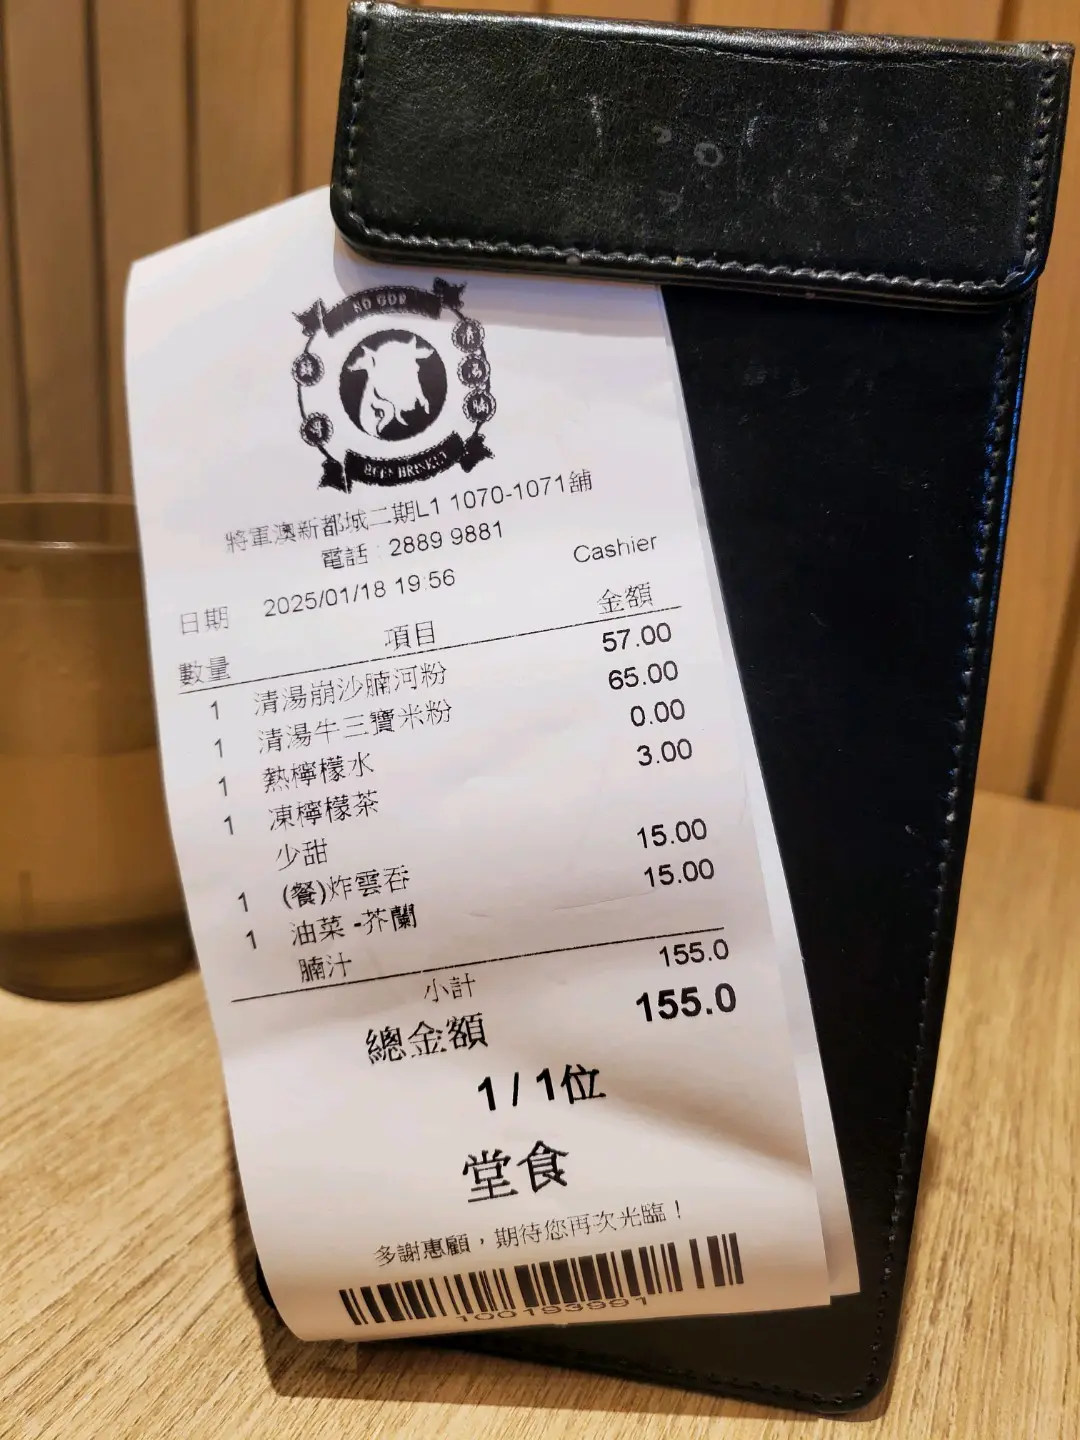 將軍澳新都城二期L1 1070-1071舖
電話 : 2889 9881
日期 2025/01/18 19:56 Cashier
數量 項目 金額
1 清湯崩沙腩河粉 57.00
1 清湯牛三寶米粉 65.00
1 熱檸檬水 0.00
1 凍檸檬茶 3.00
少甜
1 (餐)炸雲吞 15.00
1 油菜 -芥蘭 15.00
腩汁
小計 155.0
總金額 155.0
1 / 1位
堂食
多謝惠顧，期待您再次光臨！
100193991